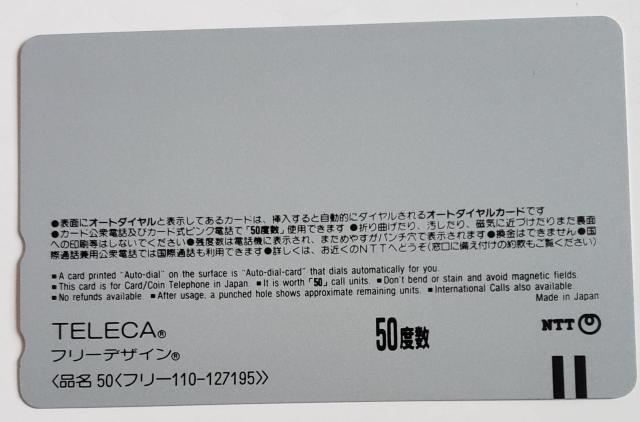 ●表面にオートダイヤルと表示してあるカードは、挿入すると自動的にダイヤルされるオートダイヤルカードです
●カード公衆電話及びカード式ピンク電話で「50度数」使用できます ●折り曲げたり、汚したり、磁気に近づけたりまた裏面
への印刷等はしないでください●残度数は電話機に表示され、まためやすがパンチ穴で表示されます●換金はできません●国
際通話兼用公衆電話では国際通話も利用できます●詳しくは、お近くのNTTへどうぞ(窓口に備え付けの約款もご覧ください)
■A card printed "Auto-dial" on the surface is "Auto-dial-card" that dials automatically for you.
■This card is for Card/Coin Telephone in Japan. ■It is worth「50」call units. ■Don't bend or stain and avoid magnetic fields.
■No refunds available. ■After usage, a punched hole shows approximate remaining units. ■International Calls also available.
Made in Japan
TELECA®
フリーデザイン®
50度数
NTT
〈品名 50〈フリー110-127195〉〉